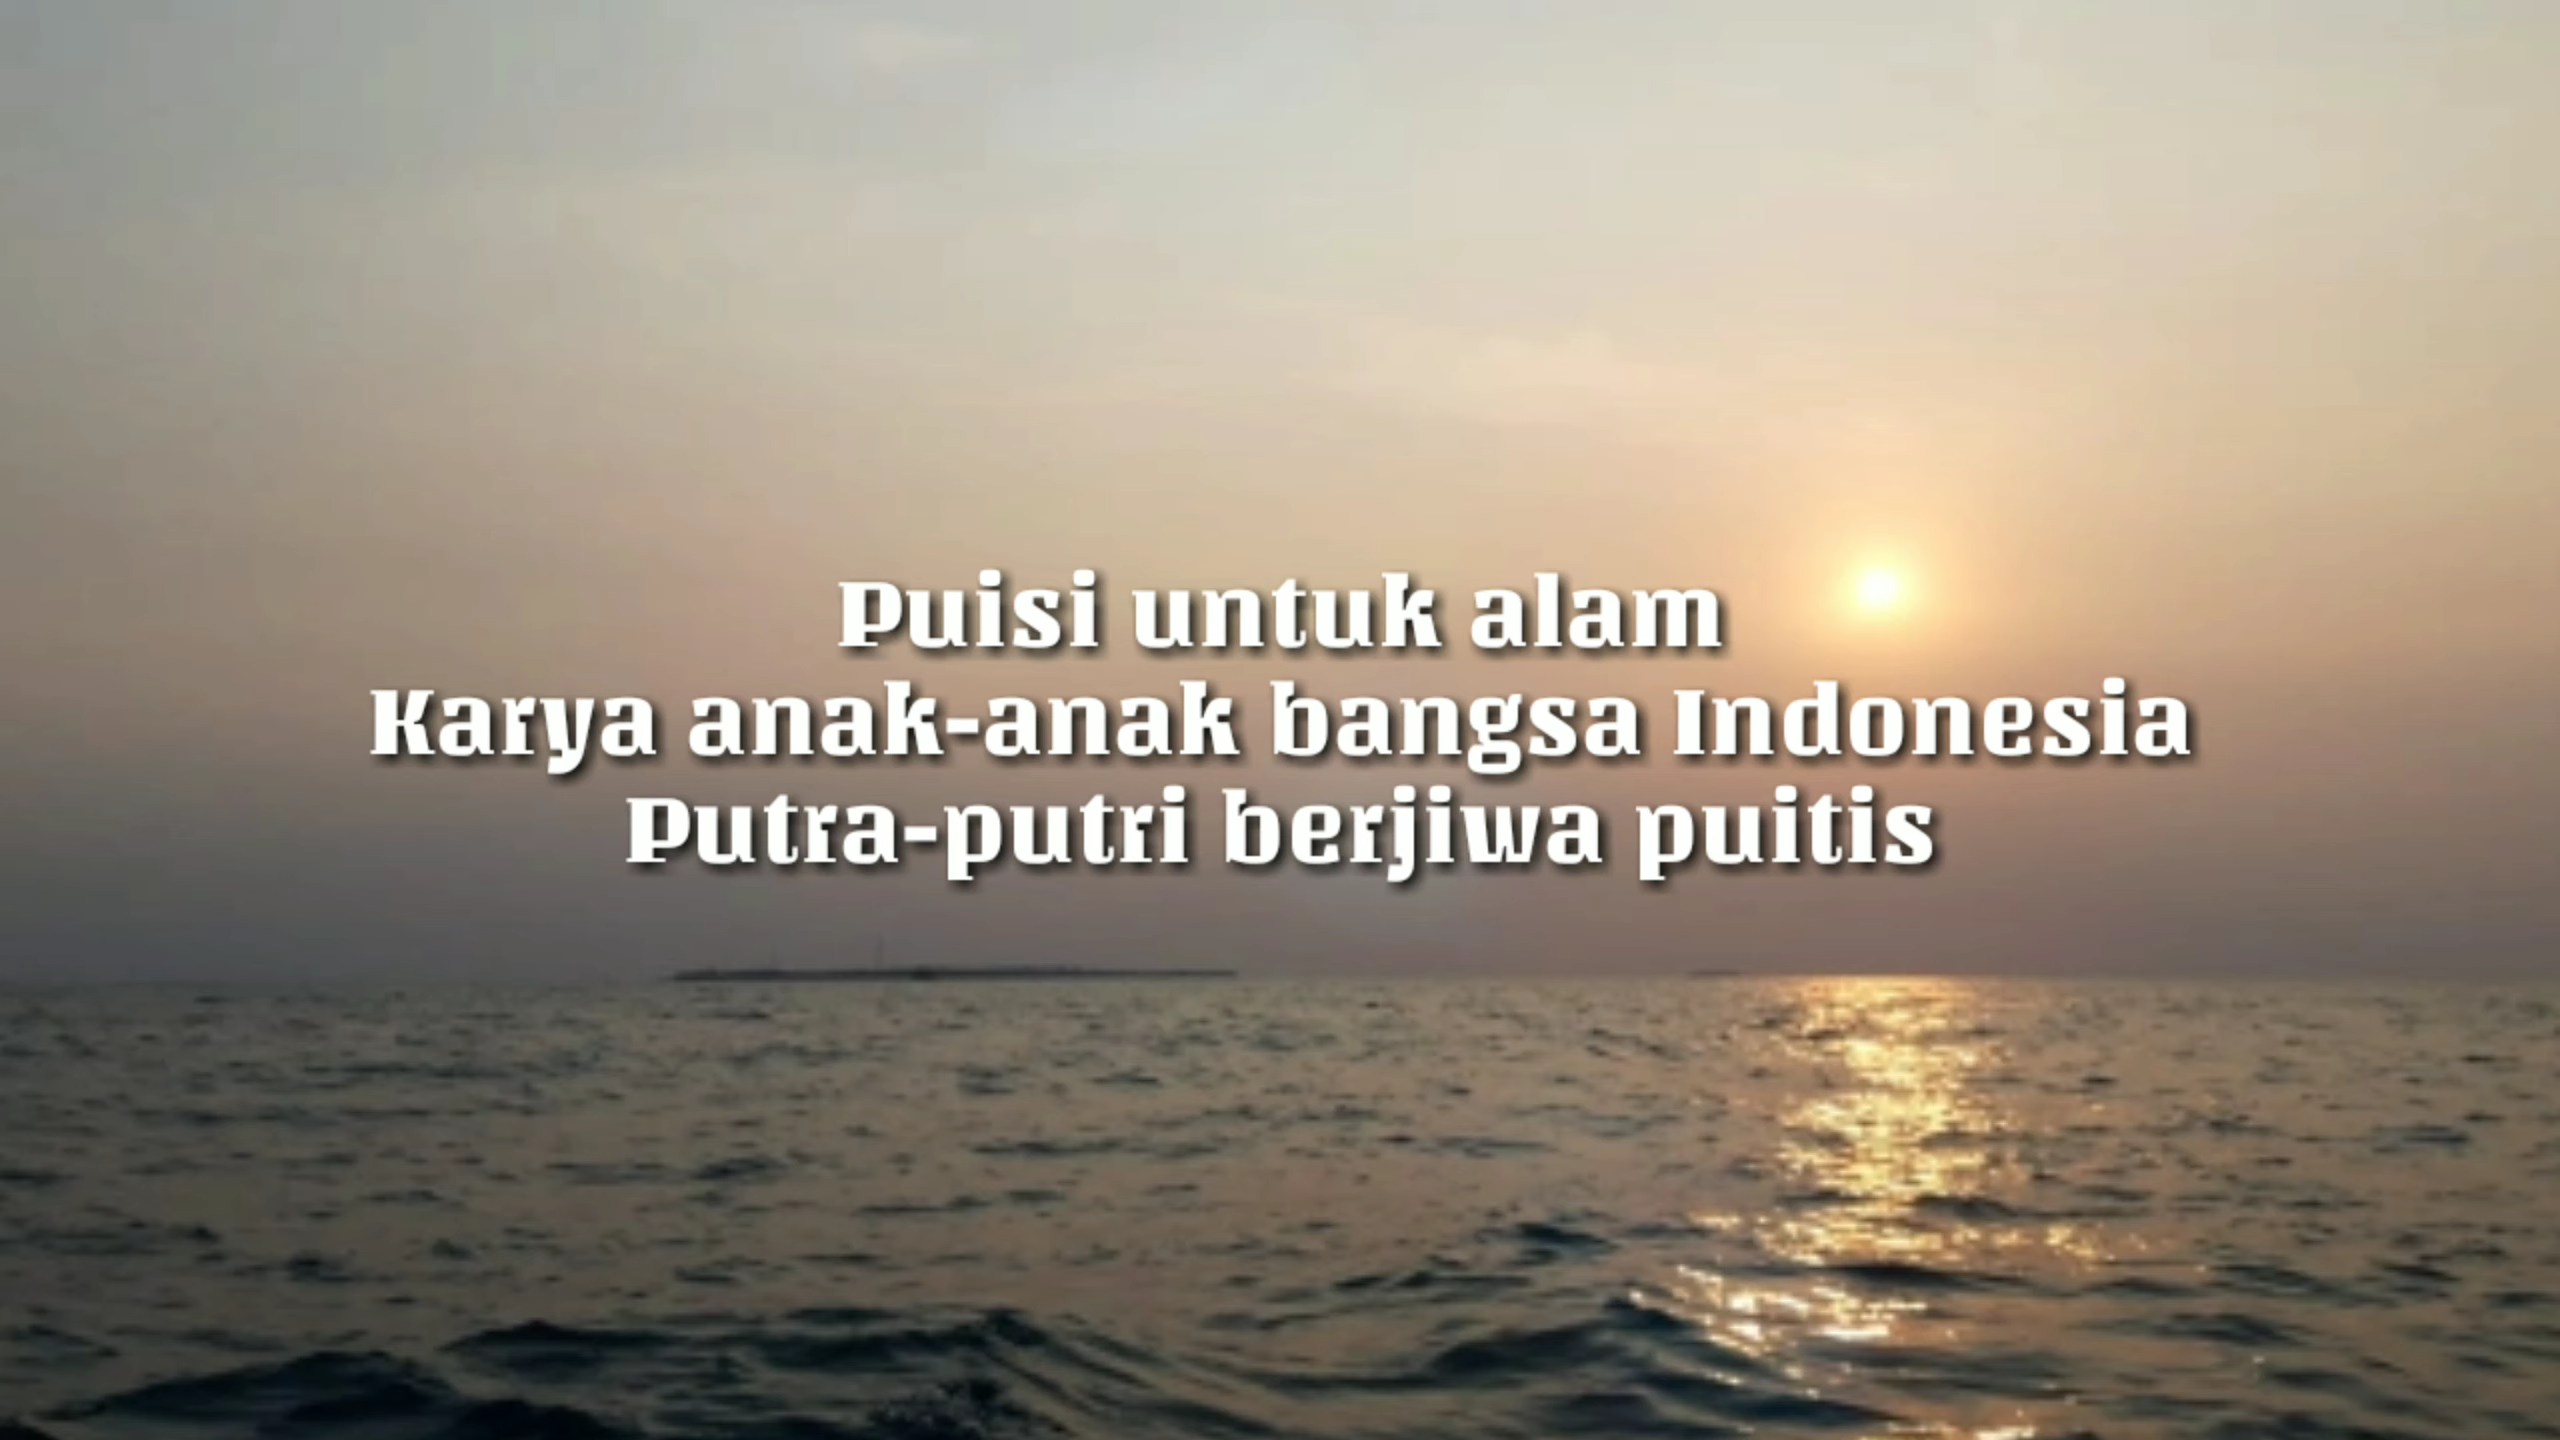 Puisi untuk alam
Karya anak-anak bangsa Indonesia
Putra-putri berjiwa puitis